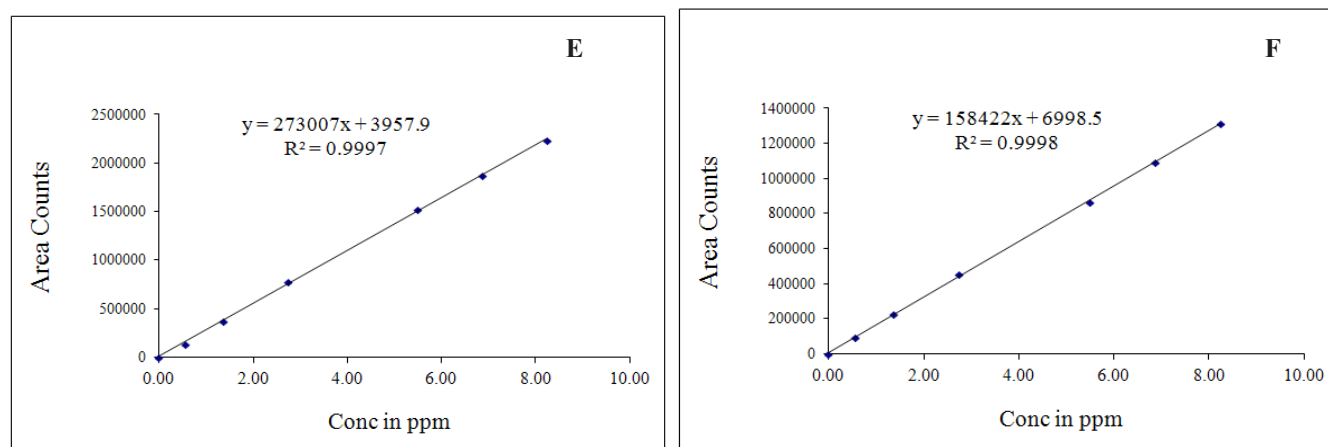 E
y = 273007x + 3957.9
R² = 0.9997
2500000
2000000
1500000
1000000
500000
0
0.00 2.00 4.00 6.00 8.00 10.00
Area Counts
Conc in ppm
F
y = 158422x + 6998.5
R² = 0.9998
1400000
1200000
1000000
800000
600000
400000
200000
0
0.00 2.00 4.00 6.00 8.00 10.00
Area Counts
Conc in ppm